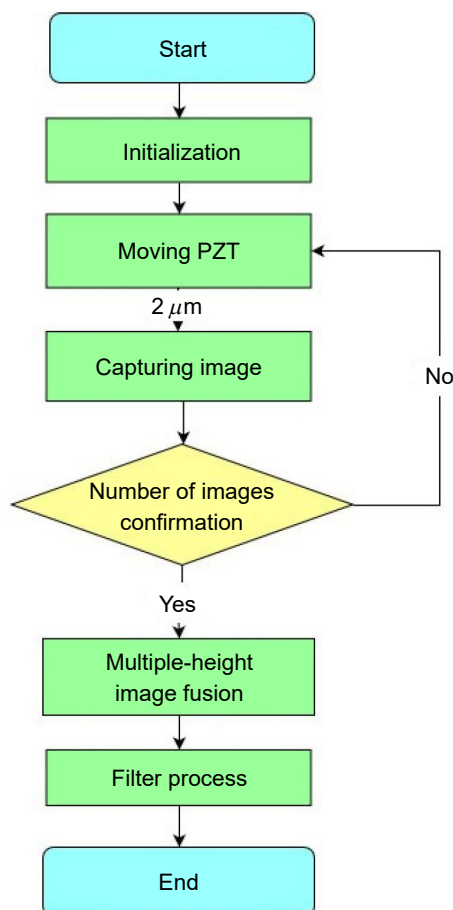 Start
Initialization
Moving PZT
2 μm
Capturing image
No
Number of images
confirmation
Yes
Multiple-height
image fusion
Filter process
End